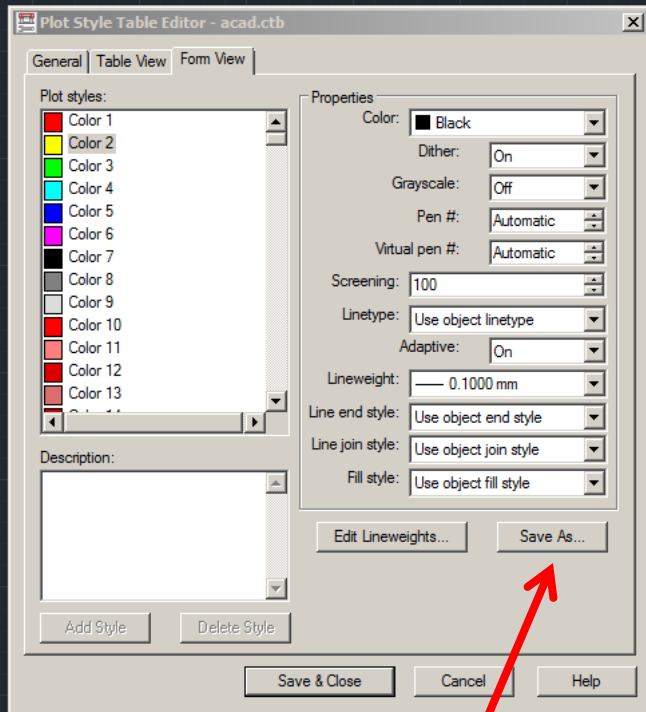 Plot Style Table Editor - acad.ctb
General
Table View
Form View
Plot styles:
Color 1
Color 2
Color 3
Color 4
Color 5
Color 6
Color 7
Color 8
Color 9
Color 10
Color 11
Color 12
Color 13
Description:
Add Style
Delete Style
Properties
Color: Black
Dither: On
Grayscale: Off
Pen #: Automatic
Virtual pen #: Automatic
Screening: 100
Linetype: Use object linetype
Adaptive: On
Lineweight: 0.1000 mm
Line end style: Use object end style
Line join style: Use object join style
Fill style: Use object fill style
Edit Lineweights...
Save As...
Save & Close
Cancel
Help